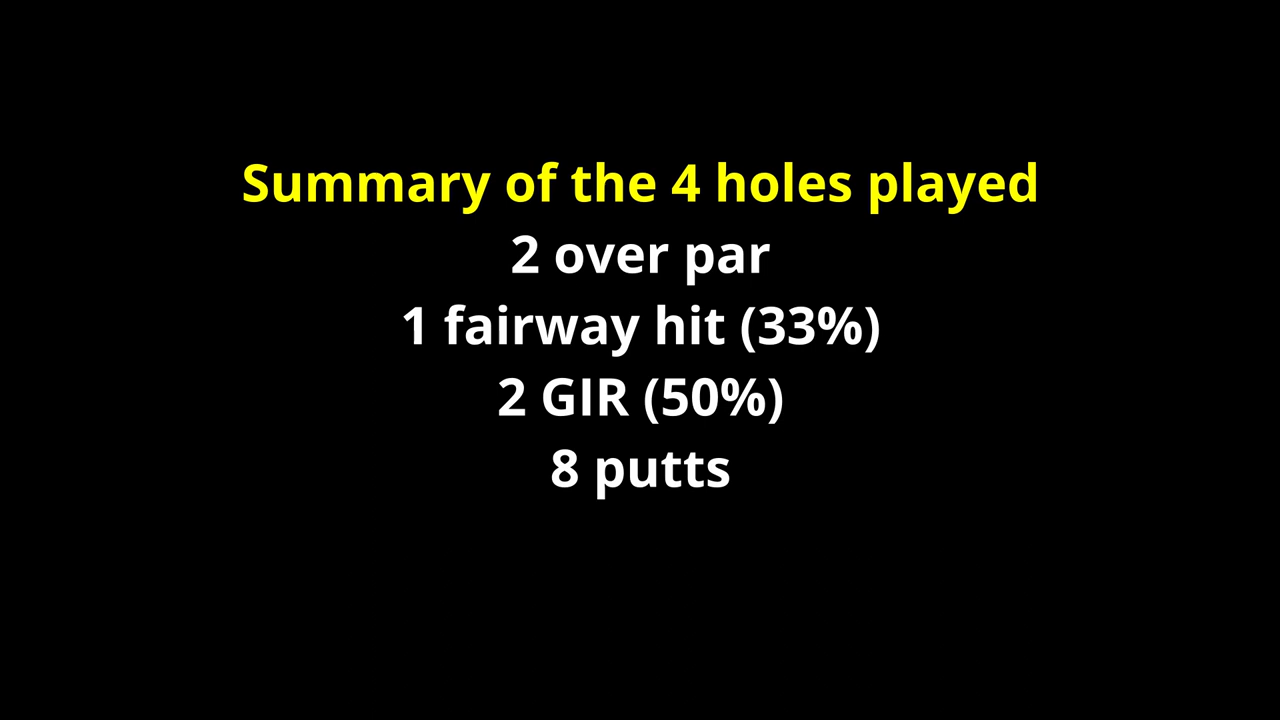 Summary of the 4 holes played
2 over par
1 fairway hit (33%)
2 GIR (50%)
8 putts